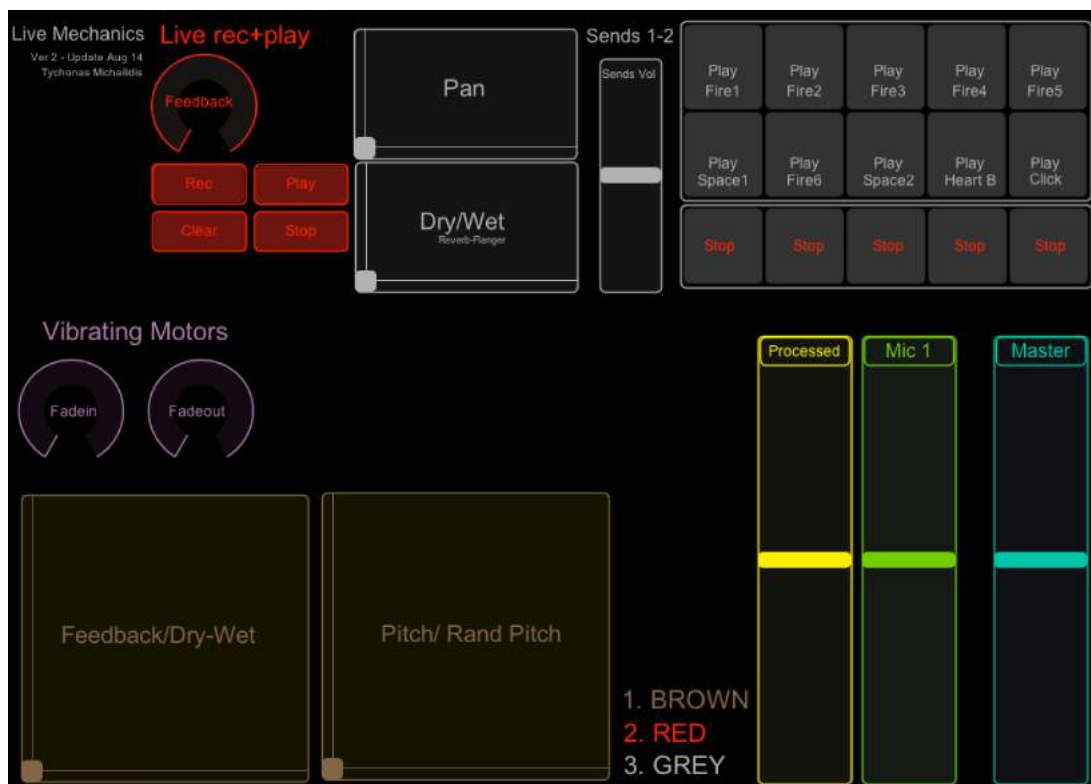 Live Mechanics
Ver 2 - Update Aug 14
Tychonas Michailidis
Live rec+play
Feedback
Rec
Play
Clear
Stop
Pan
Dry/Wet
Reverb-Flanger
Sends 1-2
Sends Vol
Play
Fire1
Play
Fire2
Play
Fire3
Play
Fire4
Play
Fire5
Play
Space1
Play
Fire6
Play
Space2
Play
Heart B
Play
Click
Stop
Stop
Stop
Stop
Stop
Vibrating Motors
Fadein
Fadeout
Feedback/Dry-Wet
Pitch/ Rand Pitch
1. BROWN
2. RED
3. GREY
Processed
Mic 1
Master